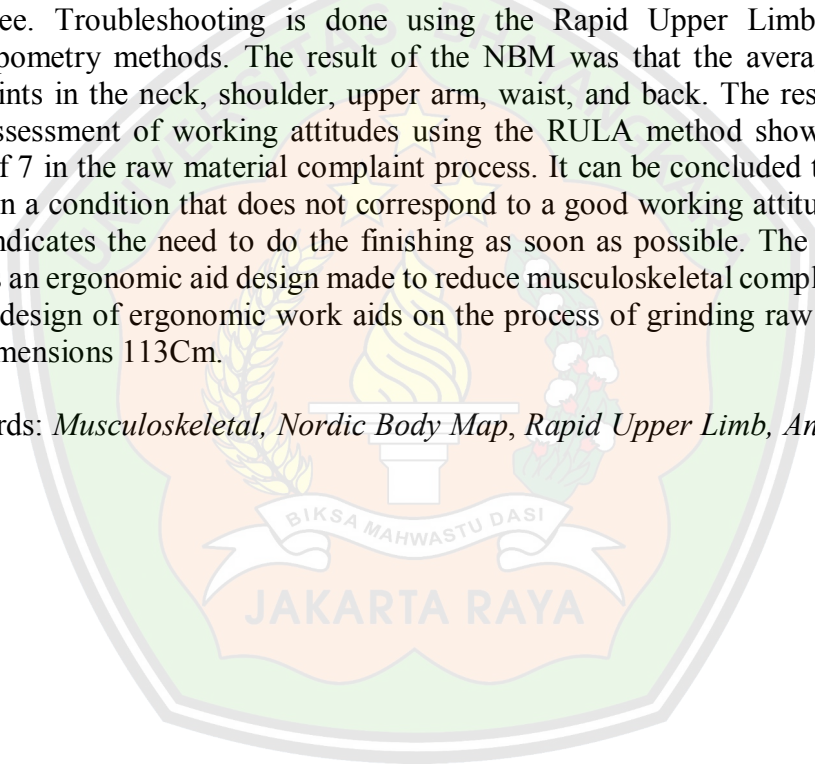 ee. Troubleshooting is done using the Rapid Upper Limb
pometry methods. The result of the NBM was that the avera
ints in the neck, shoulder, upper arm, waist, and back. The res
ssessment of working attitudes using the RULA method show
f 7 in the raw material complaint process. It can be concluded t
n a condition that does not correspond to a good working attitu
ndicates the need to do the finishing as soon as possible. The
s an ergonomic aid design made to reduce musculoskeletal compl
design of ergonomic work aids on the process of grinding raw
mensions 113Cm.
rds: Musculoskeletal, Nordic Body Map, Rapid Upper Limb, An
UNIVERSITAS BHAYANGKARA
BIKSA MAHWASTU DASI
JAKARTA RAYA